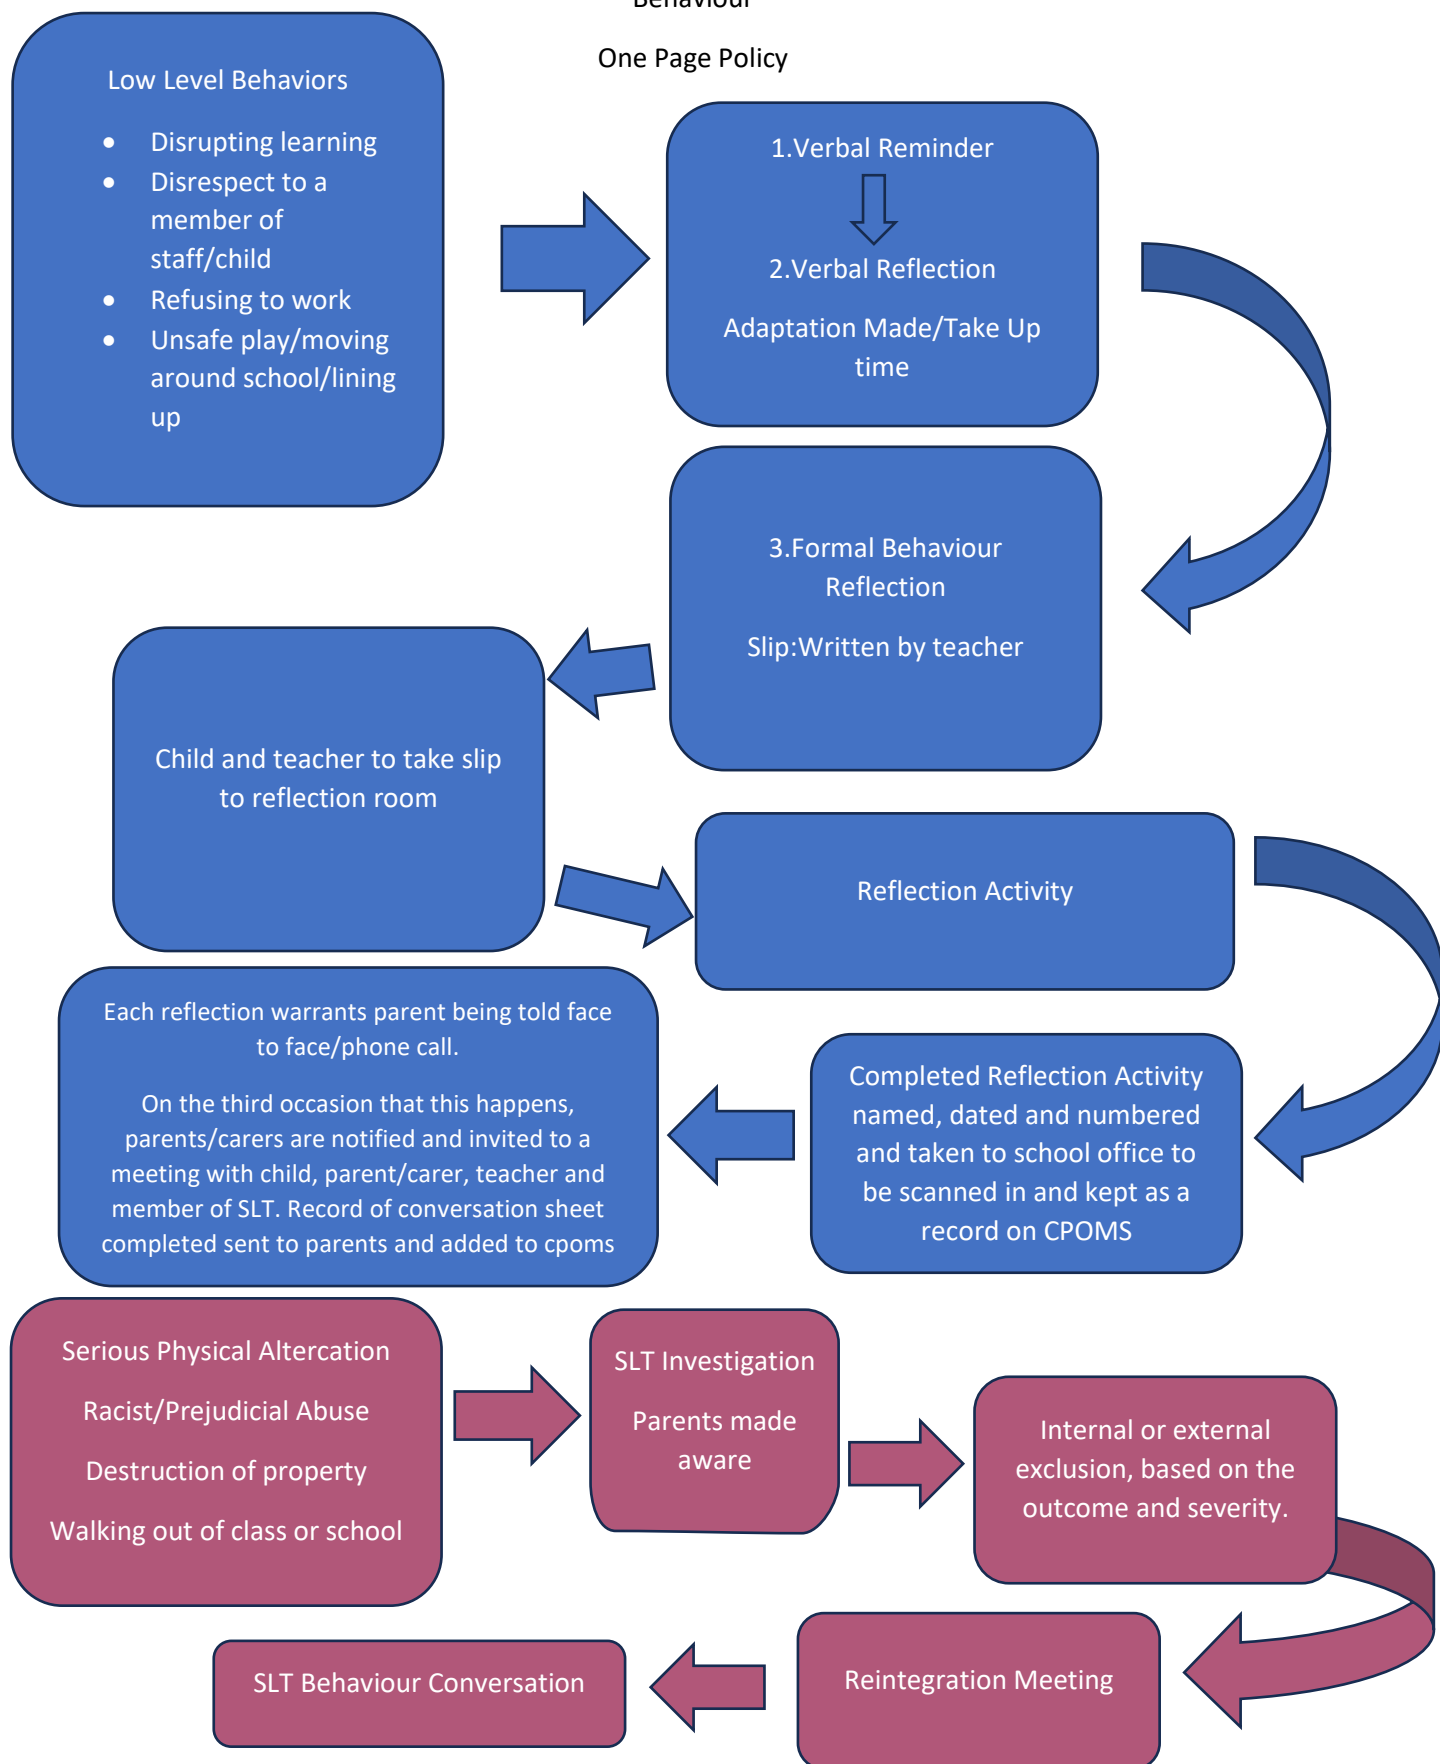 Behaviour
One Page Policy
Low Level Behaviors
• Disrupting learning
• Disrespect to a
member of
staff/child
• Refusing to work
• Unsafe play/moving
around school/lining
up
1.Verbal Reminder
2.Verbal Reflection
Adaptation Made/Take Up
time
3.Formal Behaviour
Reflection
Slip:Written by teacher
Child and teacher to take slip
to reflection room
Reflection Activity
Completed Reflection Activity
named, dated and numbered
and taken to school office to
be scanned in and kept as a
record on CPOMS
Each reflection warrants parent being told face
to face/phone call.
On the third occasion that this happens,
parents/carers are notified and invited to a
meeting with child, parent/carer, teacher and
member of SLT. Record of conversation sheet
completed sent to parents and added to cpoms
Serious Physical Altercation
Racist/Prejudicial Abuse
Destruction of property
Walking out of class or school
SLT Investigation
Parents made
aware
Internal or external
exclusion, based on the
outcome and severity.
Reintegration Meeting
SLT Behaviour Conversation